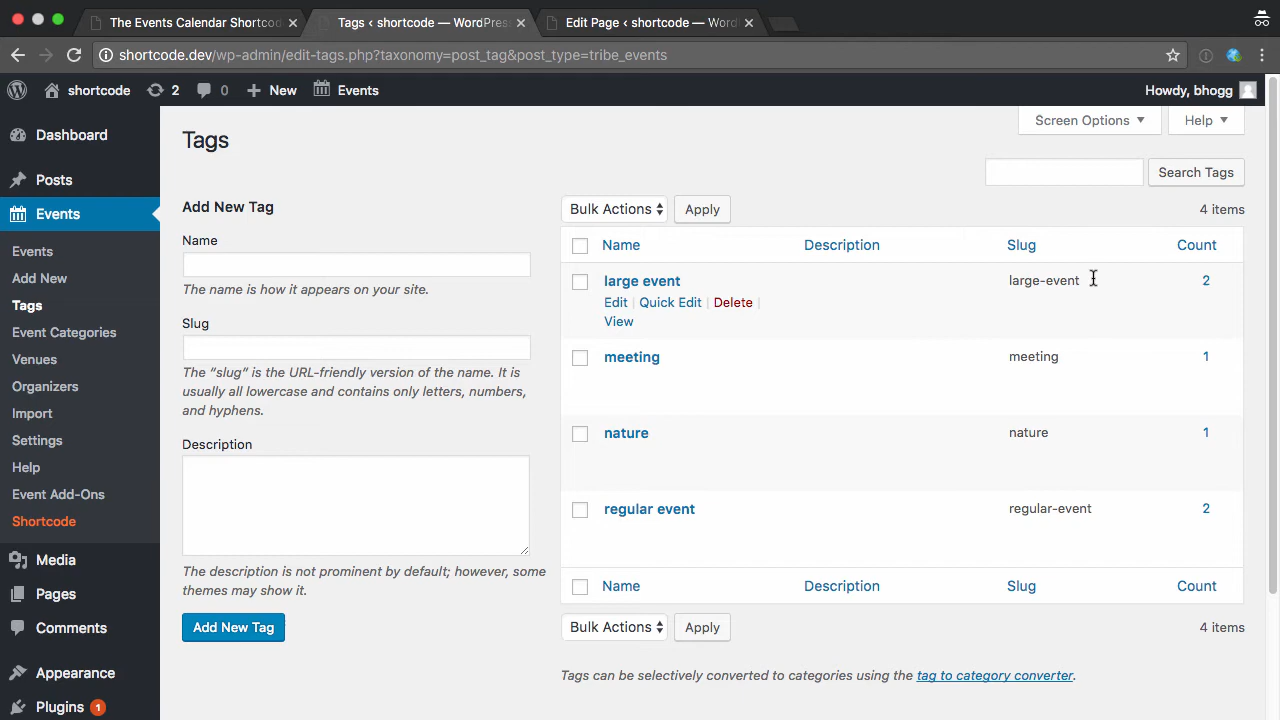 The Events Calendar Shortco
Tags ‹ shortcode — WordPres
Edit Page ‹ shortcode — Word
shortcode.dev/wp-admin/edit-tags.php?taxonomy=post_tag&post_type=tribe_events
shortcode
2
0
New
Events
Howdy, bhogg
Dashboard
Posts
Events
Events
Add New
Tags
Event Categories
Venues
Organizers
Import
Settings
Help
Event Add-Ons
Shortcode
Media
Pages
Comments
Appearance
Plugins 1
Screen Options
Help
Tags
Search Tags
Add New Tag
Name
The name is how it appears on your site.
Slug
The “slug” is the URL-friendly version of the name. It is
usually all lowercase and contains only letters, numbers,
and hyphens.
Description
The description is not prominent by default; however, some
themes may show it.
Add New Tag
Bulk Actions
Apply
4 items
Name Description Slug Count
large event large-event 2
Edit | Quick Edit | Delete |
View
meeting meeting 1
nature nature 1
regular event regular-event 2
Name Description Slug Count
Bulk Actions
Apply
4 items
Tags can be selectively converted to categories using the tag to category converter.